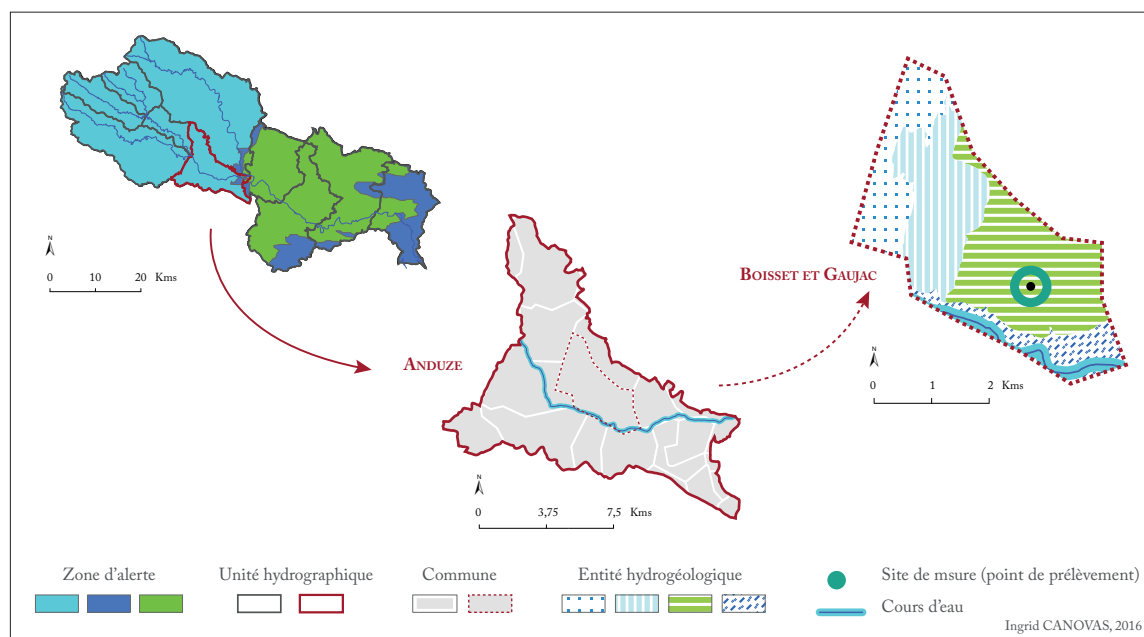 N
0 10 20 Kms
ANDUZE
N
0 3,75 7,5 Kms
BOISSET ET GAUJAC
N
0 1 2 Kms
Zone d'alerte
Unité hydrographique
Commune
Entité hydrogéologique
Site de msure (point de prélèvement)
Cours d'eau
Ingrid CANOVAS, 2016